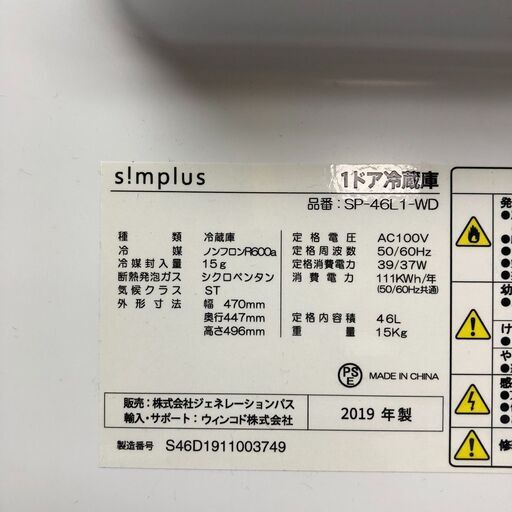 s!mplus
1ドア冷蔵庫
品番：SP-46L1-WD
種類 冷蔵庫
冷媒 ノンフロンR600a
冷媒封入量 15g
断熱発泡ガス シクロペンタン
気候クラス ST
外形寸法 幅 470mm
奥行447mm
高さ496mm
定格電圧 AC100V
定格周波数 50/60Hz
定格消費電力 39/37W
消費電力 111KWh/年
(50/60Hz共通)
定格内容積 46L
重量 15Kg
PSE MADE IN CHINA
販売：株式会社ジェネレーションパス
輸入・サポート：ウィンコド株式会社
2019 年製
製造番号 S46D1911003749
発
幼
け
や
感
修